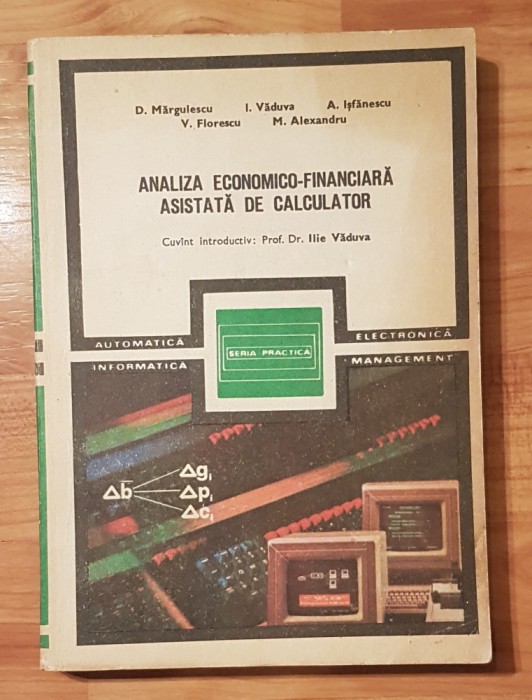 D. Mărgulescu I. Văduva A. Işfănescu
V. Florescu M. Alexandru
ANALIZA ECONOMICO-FINANCIARĂ
ASISTATĂ DE CALCULATOR
Cuvînt introductiv: Prof. Dr. Ilie Văduva
AUTOMATICĂ ELECTRONICĂ
SERIA PRACTICĂ
INFORMATICĂ MANAGEMENT
Δgi
Δb Δpi
Δci